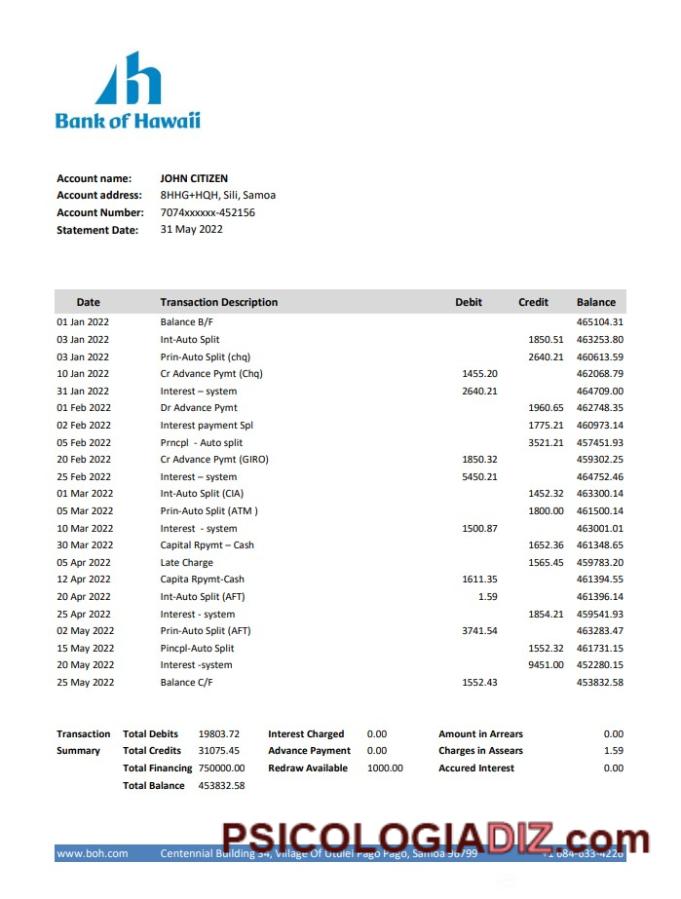 Bank of Hawaii
Account name: JOHN CITIZEN
Account address: 8HHG+HQH, Sili, Samoa
Account Number: 7074xxxxxx-452156
Statement Date: 31 May 2022
Date Transaction Description Debit Credit Balance
01 Jan 2022 Balance B/F 465104.31
03 Jan 2022 Int-Auto Split 1850.51 463253.80
03 Jan 2022 Prin-Auto Split (chq) 2640.21 460613.59
10 Jan 2022 Cr Advance Pymt (Chq) 1455.20 462068.79
31 Jan 2022 Interest – system 2640.21 464709.00
01 Feb 2022 Dr Advance Pymt 1960.65 462748.35
02 Feb 2022 Interest payment Spl 1775.21 460973.14
05 Feb 2022 Prncpl - Auto split 3521.21 457451.93
20 Feb 2022 Cr Advance Pymt (GIRO) 1850.32 459302.25
25 Feb 2022 Interest – system 5450.21 464752.46
01 Mar 2022 Int-Auto Split (CIA) 1452.32 463300.14
05 Mar 2022 Prin-Auto Split (ATM ) 1800.00 461500.14
10 Mar 2022 Interest - system 1500.87 463001.01
30 Mar 2022 Capital Rpymt – Cash 1652.36 461348.65
05 Apr 2022 Late Charge 1565.45 459783.20
12 Apr 2022 Capita Rpymt-Cash 1611.35 461394.55
20 Apr 2022 Int-Auto Split (AFT) 1.59 461396.14
25 Apr 2022 Interest - system 1854.21 459541.93
02 May 2022 Prin-Auto Split (AFT) 3741.54 463283.47
15 May 2022 Pincpl-Auto Split 1552.32 461731.15
20 May 2022 Interest -system 9451.00 452280.15
25 May 2022 Balance C/F 1552.43 453832.58
Transaction Total Debits 19803.72 Interest Charged 0.00 Amount in Arrears 0.00
Summary Total Credits 31075.45 Advance Payment 0.00 Charges in Assears 1.59
Total Financing 750000.00 Redraw Available 1000.00 Accured Interest 0.00
Total Balance 453832.58
PSICOLOGIADIZ.com
www.boh.com Centennial Building 54, Village Of Utulei Pago Pago, Samoa 96799 +1 684-633-4226